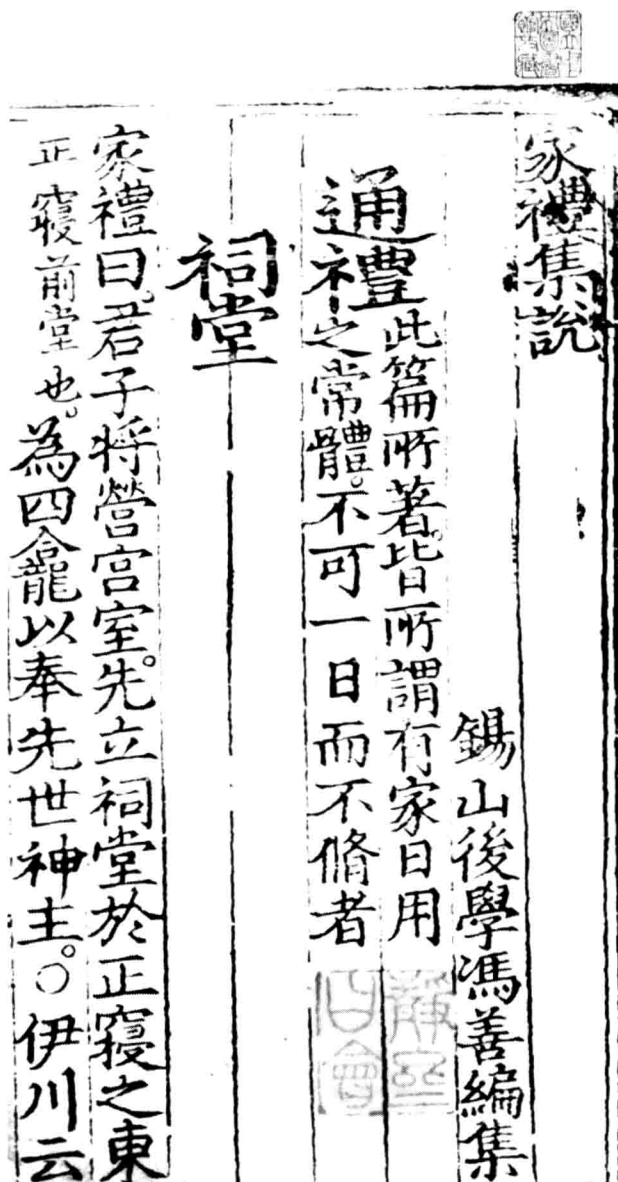 家禮集說
錫山後學馮善編集
通禮此篇所著皆所謂有家日用
之常禮。不可一日而不脩者
祠堂
家禮曰。君子將營宮室。先立祠堂於正寢之東
正寢前堂也。為四龕以奉先世神主。○伊川云